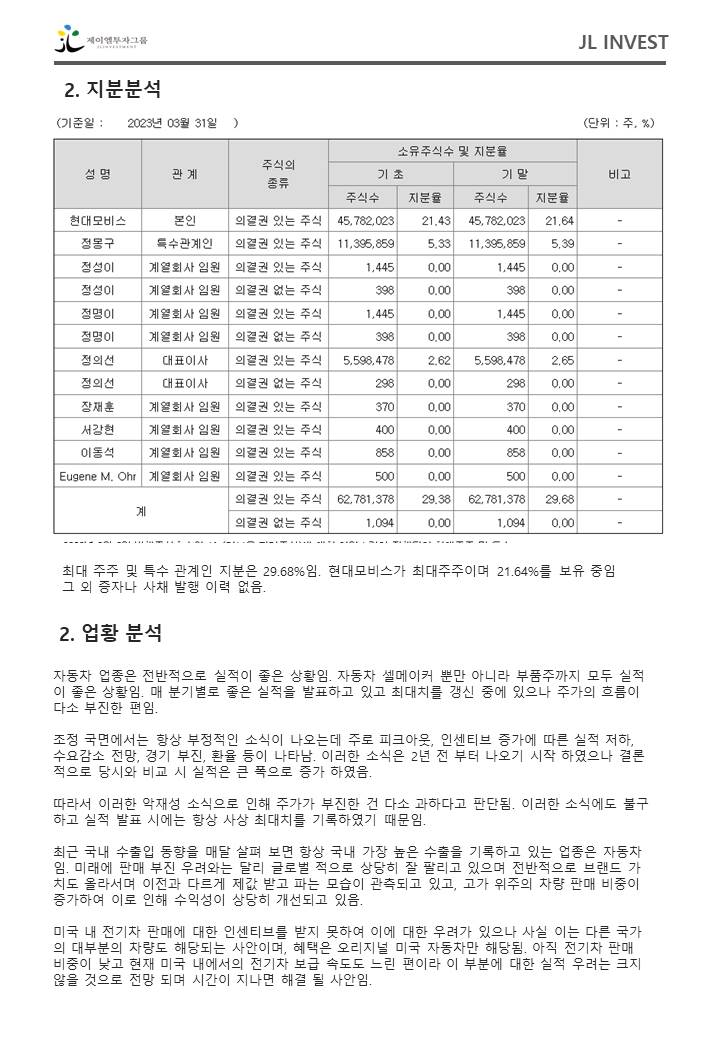 제이엘투자그룹
JLINVESTMENT
JL INVEST
2. 지분분석
(기준일 : 2023년 03월 31일 ) (단위 : 주, %)
성 명 관 계 주식의 종류 소유주식수 및 지분율 비고
기 초 기 말
주식수 지분율 주식수 지분율
현대모비스 본인 의결권 있는 주식 45,782,023 21.43 45,782,023 21.64 -
정몽구 특수관계인 의결권 있는 주식 11,395,859 5.33 11,395,859 5.39 -
정성이 계열회사 임원 의결권 있는 주식 1,445 0.00 1,445 0.00 -
정성이 계열회사 임원 의결권 없는 주식 398 0.00 398 0.00 -
정명이 계열회사 임원 의결권 있는 주식 1,445 0.00 1,445 0.00 -
정명이 계열회사 임원 의결권 없는 주식 398 0.00 398 0.00 -
정의선 대표이사 의결권 있는 주식 5,598,478 2.62 5,598,478 2.65 -
정의선 대표이사 의결권 없는 주식 298 0.00 298 0.00 -
장재훈 계열회사 임원 의결권 있는 주식 370 0.00 370 0.00 -
서강현 계열회사 임원 의결권 있는 주식 400 0.00 400 0.00 -
이동석 계열회사 임원 의결권 있는 주식 858 0.00 858 0.00 -
Eugene M. Ohr 계열회사 임원 의결권 있는 주식 500 0.00 500 0.00 -
계 의결권 있는 주식 62,781,378 29.38 62,781,378 29.68 -
의결권 없는 주식 1,094 0.00 1,094 0.00 -
최대 주주 및 특수 관계인 지분은 29.68%임. 현대모비스가 최대주주이며 21.64%를 보유 중임
그 외 증자나 사채 발행 이력 없음.
2. 업황 분석
자동차 업종은 전반적으로 실적이 좋은 상황임. 자동차 셀메이커 뿐만 아니라 부품주까지 모두 실적
이 좋은 상황임. 매 분기별로 좋은 실적을 발표하고 있고 최대치를 갱신 중에 있으나 주가의 흐름이
다소 부진한 편임.
조정 국면에서는 항상 부정적인 소식이 나오는데 주로 피크아웃, 인센티브 증가에 따른 실적 저하,
수요감소 전망, 경기 부진, 환율 등이 나타남. 이러한 소식은 2년 전 부터 나오기 시작 하였으나 결론
적으로 당시와 비교 시 실적은 큰 폭으로 증가 하였음.
따라서 이러한 악재성 소식으로 인해 주가가 부진한 건 다소 과하다고 판단됨. 이러한 소식에도 불구
하고 실적 발표 시에는 항상 사상 최대치를 기록하였기 때문임.
최근 국내 수출입 동향을 매달 살펴 보면 항상 국내 가장 높은 수출을 기록하고 있는 업종은 자동차
임. 미래에 판매 부진 우려와는 달리 글로벌 적으로 상당히 잘 팔리고 있으며 전반적으로 브랜드 가
치도 올라서며 이전과 다르게 제값 받고 파는 모습이 관측되고 있고, 고가 위주의 차량 판매 비중이
증가하여 이로 인해 수익성이 상당히 개선되고 있음.
미국 내 전기차 판매에 대한 인센티브를 받지 못하여 이에 대한 우려가 있으나 사실 이는 다른 국가
의 대부분의 차량도 해당되는 사안이며, 혜택은 오리지널 미국 자동차만 해당됨. 아직 전기차 판매
비중이 낮고 현재 미국 내에서의 전기차 보급 속도도 느린 편이라 이 부분에 대한 실적 우려는 크지
않을 것으로 전망 되며 시간이 지나면 해결 될 사안임.